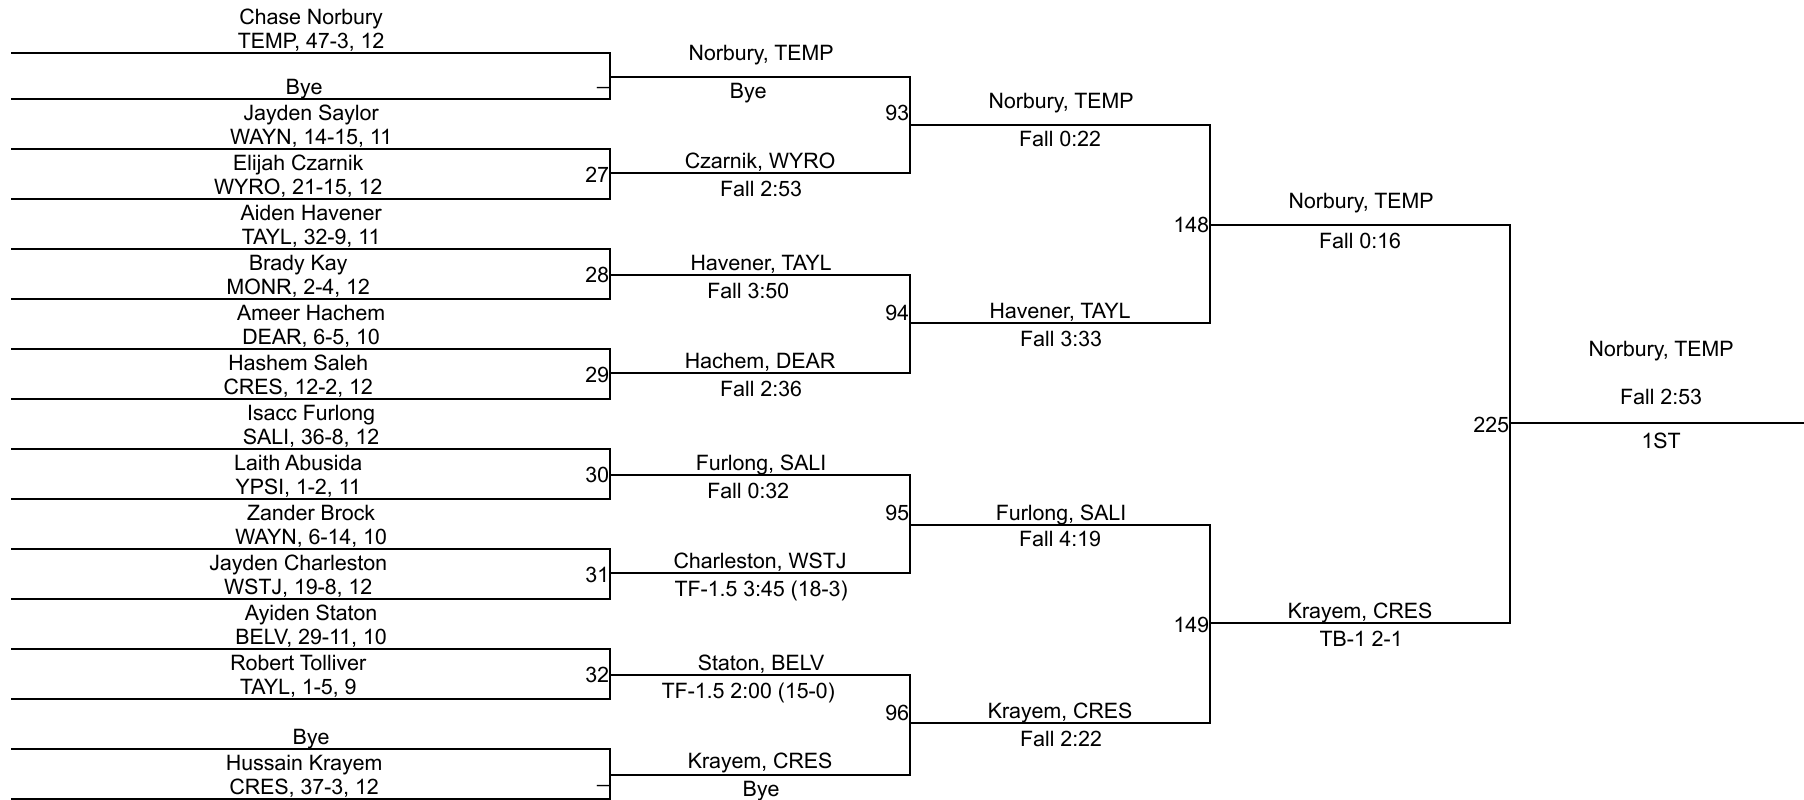 Chase Norbury
TEMP, 47-3, 12
Bye
Jayden Saylor
WAYN, 14-15, 11
Elijah Czarnik
WYRO, 21-15, 12
Aiden Havener
TAYL, 32-9, 11
Brady Kay
MONR, 2-4, 12
Ameer Hachem
DEAR, 6-5, 10
Hashem Saleh
CRES, 12-2, 12
Isacc Furlong
SALI, 36-8, 12
Laith Abusida
YPSI, 1-2, 11
Zander Brock
WAYN, 6-14, 10
Jayden Charleston
WSTJ, 19-8, 12
Ayiden Staton
BELV, 29-11, 10
Robert Tolliver
TAYL, 1-5, 9
Bye
Hussain Krayem
CRES, 37-3, 12
27
28
29
30
31
32
Norbury, TEMP
Bye
Czarnik, WYRO
Fall 2:53
Havener, TAYL
Fall 3:50
Hachem, DEAR
Fall 2:36
Furlong, SALI
Fall 0:32
Charleston, WSTJ
TF-1.5 3:45 (18-3)
Staton, BELV
TF-1.5 2:00 (15-0)
Krayem, CRES
Bye
93
94
95
96
Norbury, TEMP
Fall 0:22
Havener, TAYL
Fall 3:33
Furlong, SALI
Fall 4:19
Krayem, CRES
Fall 2:22
148
149
Norbury, TEMP
Fall 0:16
Krayem, CRES
TB-1 2-1
225
Norbury, TEMP
Fall 2:53
1ST